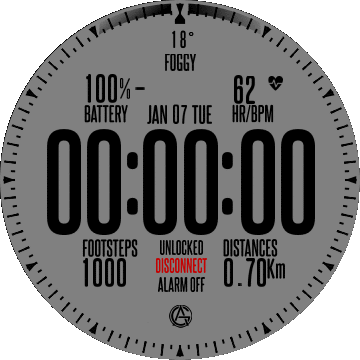 18°
FOGGY
100%-
BATTERY
JAN 07 TUE
62
HR/BPM
00:00:00
FOOTSTEPS
1000
UNLOCKED
DISCONNECT
ALARM OFF
DISTANCES
0.70Km